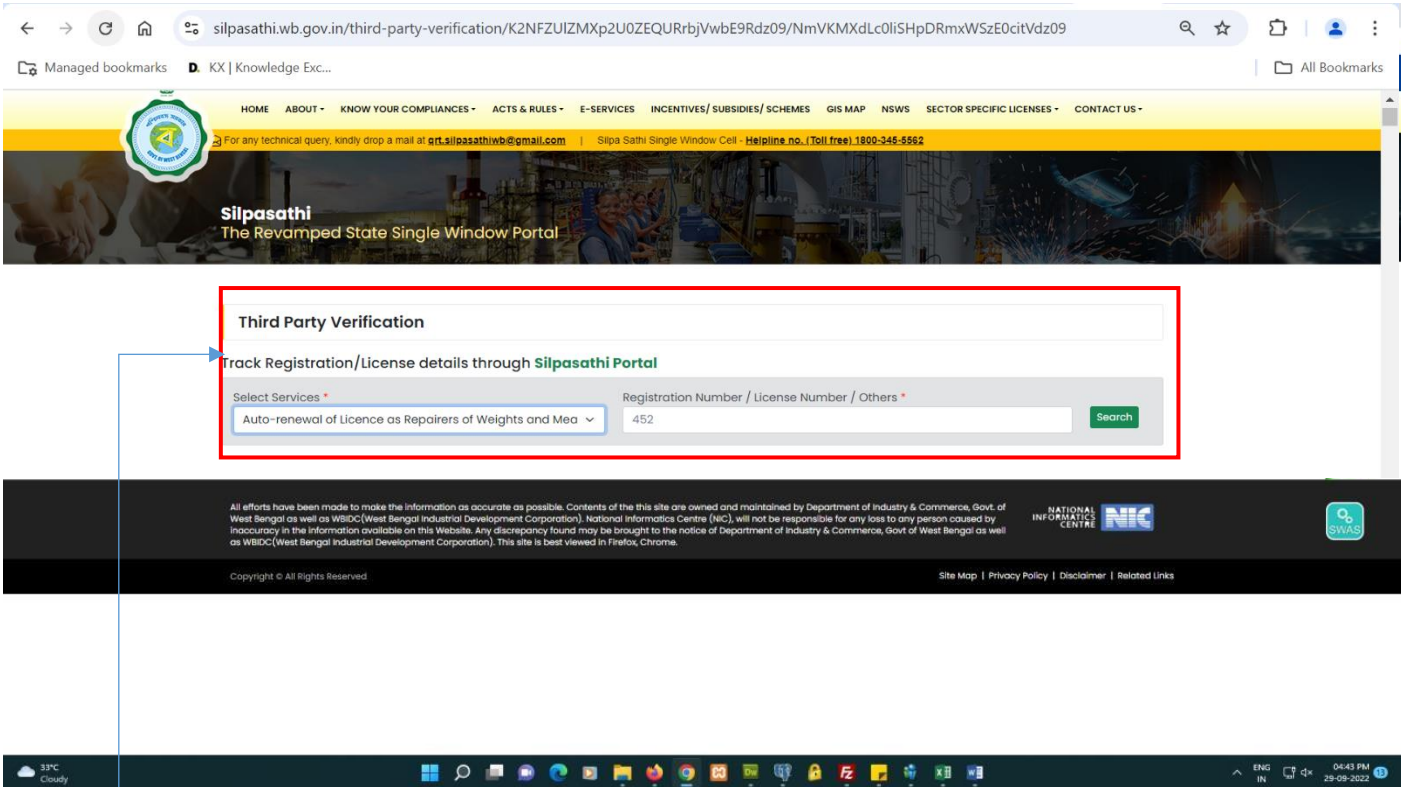 silpasathi.wb.gov.in/third-party-verification/K2NFZUlZMXp2U0ZEQURrbjVwbE9Rdz09/NmVKMXdLc0liSHpDRmxWSzE0citVdz09
Managed bookmarks D. KX | Knowledge Exc... All Bookmarks
HOME ABOUT KNOW YOUR COMPLIANCES ACTS & RULES E-SERVICES INCENTIVES/ SUBSIDIES/ SCHEMES GIS MAP NSWS SECTOR SPECIFIC LICENSES CONTACT US
For any technical query, kindly drop a mail at qrt.silpasathiwb@gmail.com | Silpa Sathi Single Window Cell - Helpline no. (Toll free) 1800-345-5562
Silpasathi
The Revamped State Single Window Portal
Third Party Verification
Track Registration/License details through Silpasathi Portal
Select Services * Registration Number / License Number / Others *
Auto-renewal of Licence as Repairers of Weights and Mea 452 Search
All efforts have been made to make the information as accurate as possible. Contents of the this site are owned and maintained by Department of Industry & Commerce, Govt. of
West Bengal as well as WBIDC(West Bengal Industrial Development Corporation). National Informatics Centre (NIC), will not be responsible for any loss to any person caused by
inaccuracy in the information available on this Website. Any discrepancy found may be brought to the notice of Department of Industry & Commerce, Govt of West Bengal as well
as WBIDC(West Bengal Industrial Development Corporation). This site is best viewed in Firefox, Chrome.
NATIONAL
INFORMATICS
CENTRE
NIC
SWAS
Copyright © All Rights Reserved Site Map | Privacy Policy | Disclaimer | Related Links
33°C
Cloudy
ENG
IN
04:43 PM
29-09-2022
13